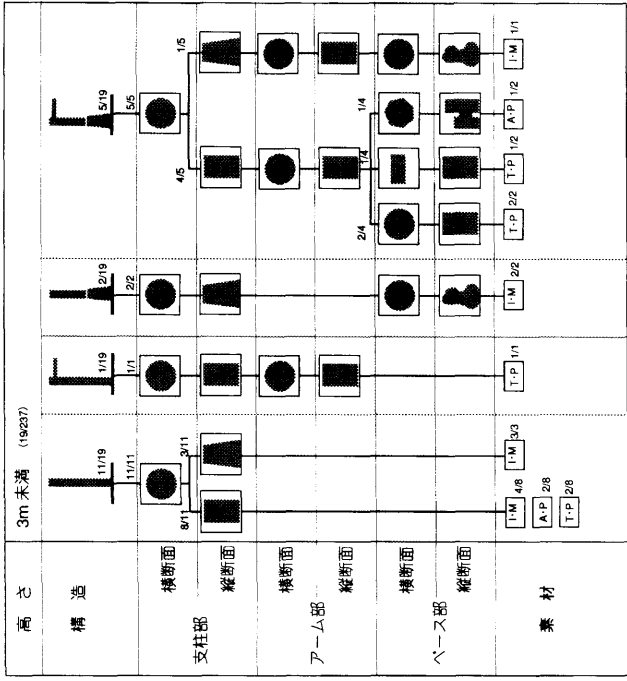 高さ
3m 未満 (19/237)
構造
11/19
1/19
2/19
5/19
支柱部
横断面
11/11
1/1
2/2
5/5
縦断面
8/11
3/11
4/5
1/5
アーム部
横断面
縦断面
ベース部
横断面
2/4
1/4
1/4
縦断面
素材
I・M 4/8
A・P 2/8
T・P 2/8
I・M 3/3
T・P 1/1
I・M 2/2
T・P 2/2
T・P 1/2
A・P 1/2
I・M 1/1